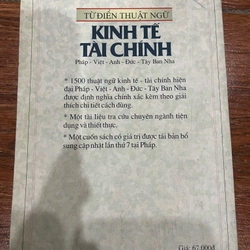 TỪ ĐIỂN THUẬT NGỮ
KINH TẾ
TÀI CHÍNH
Pháp - Việt - Anh - Đức - Tây Ban Nha
* 1500 thuật ngữ kinh tế - tài chính hiện
đại Pháp - Việt - Anh - Đức - Tây Ban Nha
được định nghĩa chính xác kèm theo giải
thích chi tiết cách dùng.
* Một tài liệu tra cứu chuyên ngành tiện
dụng và thiết thực.
* Một cuốn sách có giá trị được tái bản bổ
sung cập nhật lần thứ 7 tại Pháp.
Giá: 67.000đ